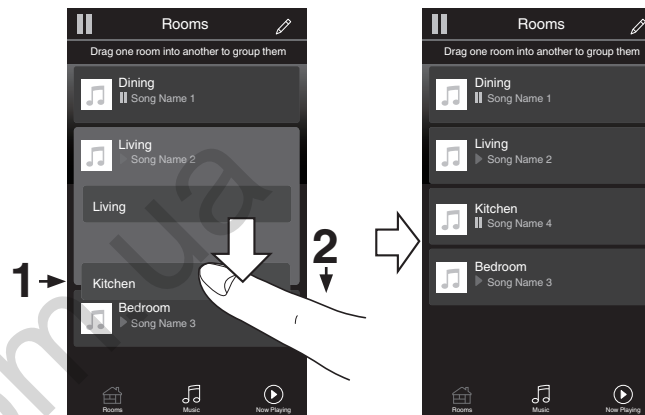 Rooms
Drag one room into another to group them
Dining
Song Name 1
Living
Song Name 2
Living
Kitchen
Bedroom
Song Name 3
Rooms
Music
Now Playing
1
2
Rooms
Drag one room into another to group them
Dining
Song Name 1
Living
Song Name 2
Kitchen
Song Name 4
Bedroom
Song Name 3
Rooms
Music
Now Playing